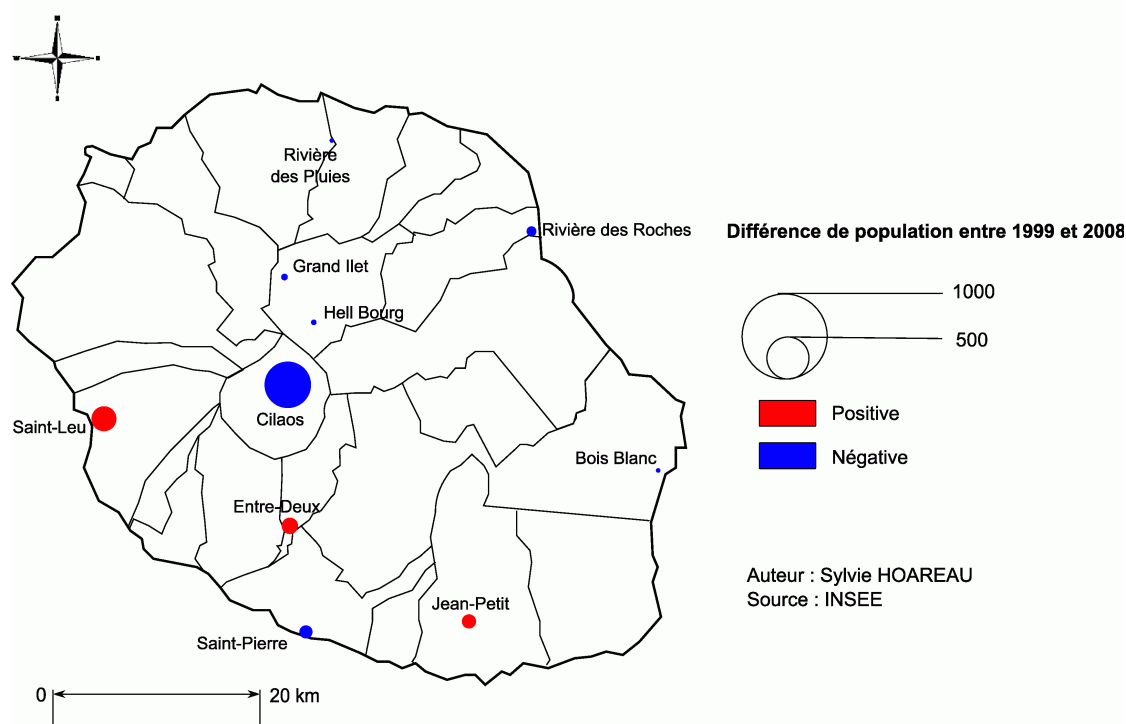 Rivière
des Pluies
Rivière des Roches
Différence de population entre 1999 et 2008
Grand Ilet
1000
Hell Bourg
500
Positive
Cilaos
Saint-Leu
Négative
Bois Blanc
Entre-Deux
Auteur : Sylvie HOAREAU
Source : INSEE
Jean-Petit
Saint-Pierre
0
20 km